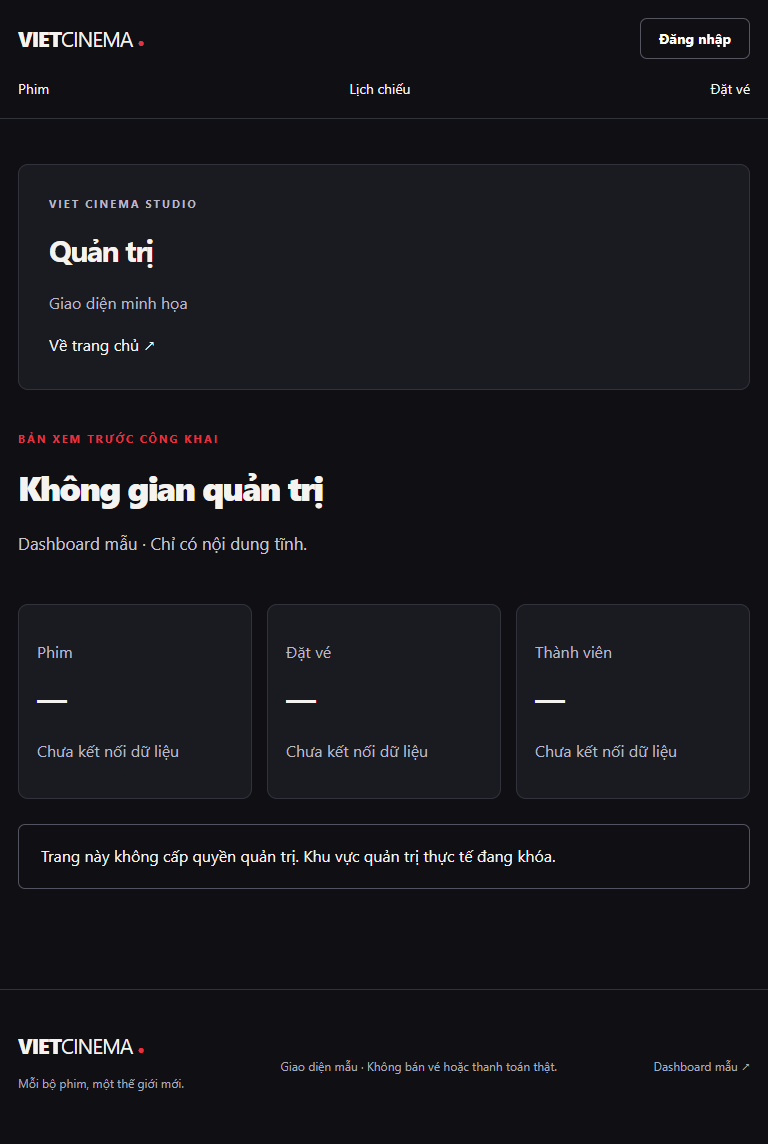 VIETCINEMA
Đăng nhập
Phim
Lịch chiếu
Đặt vé
VIET CINEMA STUDIO
Quản trị
Giao diện minh họa
Về trang chủ ↗
BẢN XEM TRƯỚC CÔNG KHAI
Không gian quản trị
Dashboard mẫu · Chỉ có nội dung tĩnh.
Phim
—
Chưa kết nối dữ liệu
Đặt vé
—
Chưa kết nối dữ liệu
Thành viên
—
Chưa kết nối dữ liệu
Trang này không cấp quyền quản trị. Khu vực quản trị thực tế đang khóa.
VIETCINEMA
Mỗi bộ phim, một thế giới mới.
Giao diện mẫu · Không bán vé hoặc thanh toán thật.
Dashboard mẫu ↗